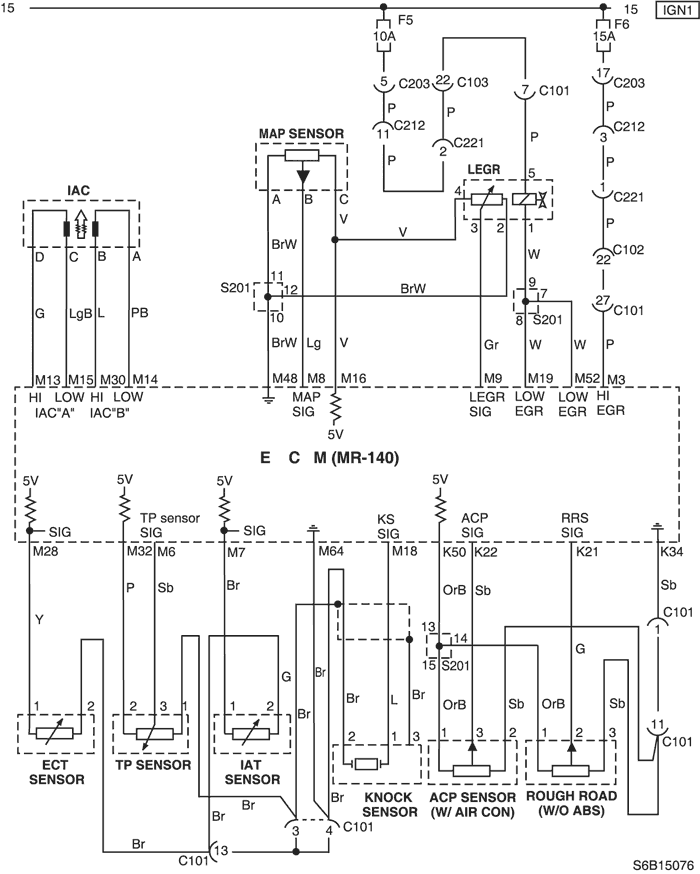 15 15 IGN1
F5 F6
10A 15A
5 C203 22 C103 7 C101 17 C203
P P P P
11 C212 2 C221 3 C212
P P
MAP SENSOR
LEGR
IAC
5
4
1 C221
A B C
3 2 1
V
V
P
D C B A
BrW
W
22 C102
11
S201 12
BrW
9
7
27 C101
10
8 S201
G LgB L PB
BrW Lg V
Gr W W P
M13 M15 M30 M14 M48 M8 M16 M9 M19 M52 M3
HI LOW HI LOW MAP LEGR LOW LOW HI
IAC"A" IAC"B" SIG SIG EGR EGR EGR
5V
E C M (MR-140)
5V 5V 5V 5V
SIG TP sensor SIG KS ACP RRS
SIG SIG SIG SIG
M28 M32 M6 M7 M64 M18 K50 K22 K21 K34
P Sb Br OrB Sb Sb
C101
Y
13 14
1
15 S201
G
G Br
Br Br L Br OrB Sb OrB Sb
1 2 2 3 1 1 2
2 1 3 1 3 2 1 2 3
11
C101
ECT SENSOR
TP SENSOR
IAT SENSOR
KNOCK SENSOR
ACP SENSOR (W/ AIR CON)
ROUGH ROAD (W/O ABS)
Br Br
Br
3 4 C101
Br
C101 13
S6B15076